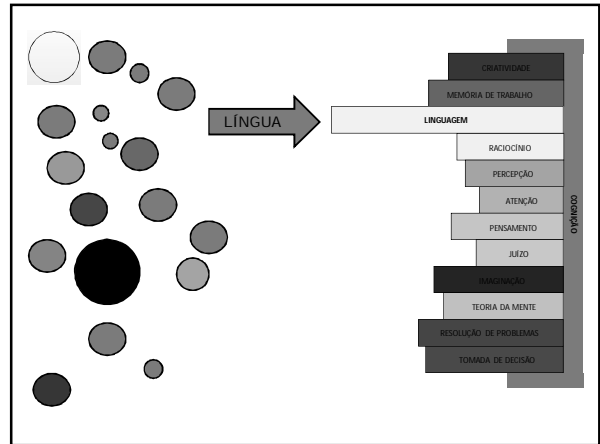 LÍNGUA
CRIATIVIDADE
MEMÓRIA DE TRABALHO
LINGUAGEM
RACIOCÍNIO
PERCEPÇÃO
ATENÇÃO
PENSAMENTO
JUÍZO
IMAGINAÇÃO
TEORIA DA MENTE
RESOLUÇÃO DE PROBLEMAS
TOMADA DE DECISÃO
COGNIÇÃO